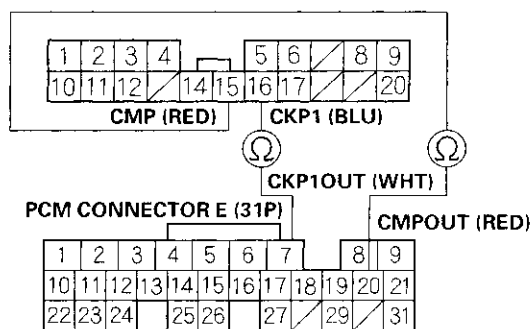 1 2 3 4 5 6 8 9
10 11 12 14 15 16 17 20
CMP (RED) CKP1 (BLU)
Ω Ω
CKP1OUT (WHT)
PCM CONNECTOR E (31P)
CMPOUT (RED)
1 2 3 4 5 6 7 8 9
10 11 12 13 14 15 16 17 18 19 20 21
22 23 24 25 26 27 29 31